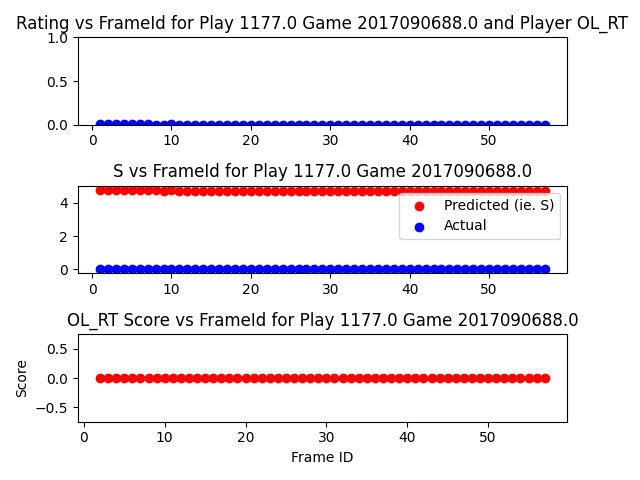 Rating vs FrameId for Play 1177.0 Game 2017090688.0 and Player OL_RT
1.0
0.5
0.0
0 10 20 30 40 50
S vs FrameId for Play 1177.0 Game 2017090688.0
4
2
0
Predicted (ie. S)
Actual
0 10 20 30 40 50
OL_RT Score vs FrameId for Play 1177.0 Game 2017090688.0
0.5
0.0
−0.5
Score
0 10 20 30 40 50
Frame ID